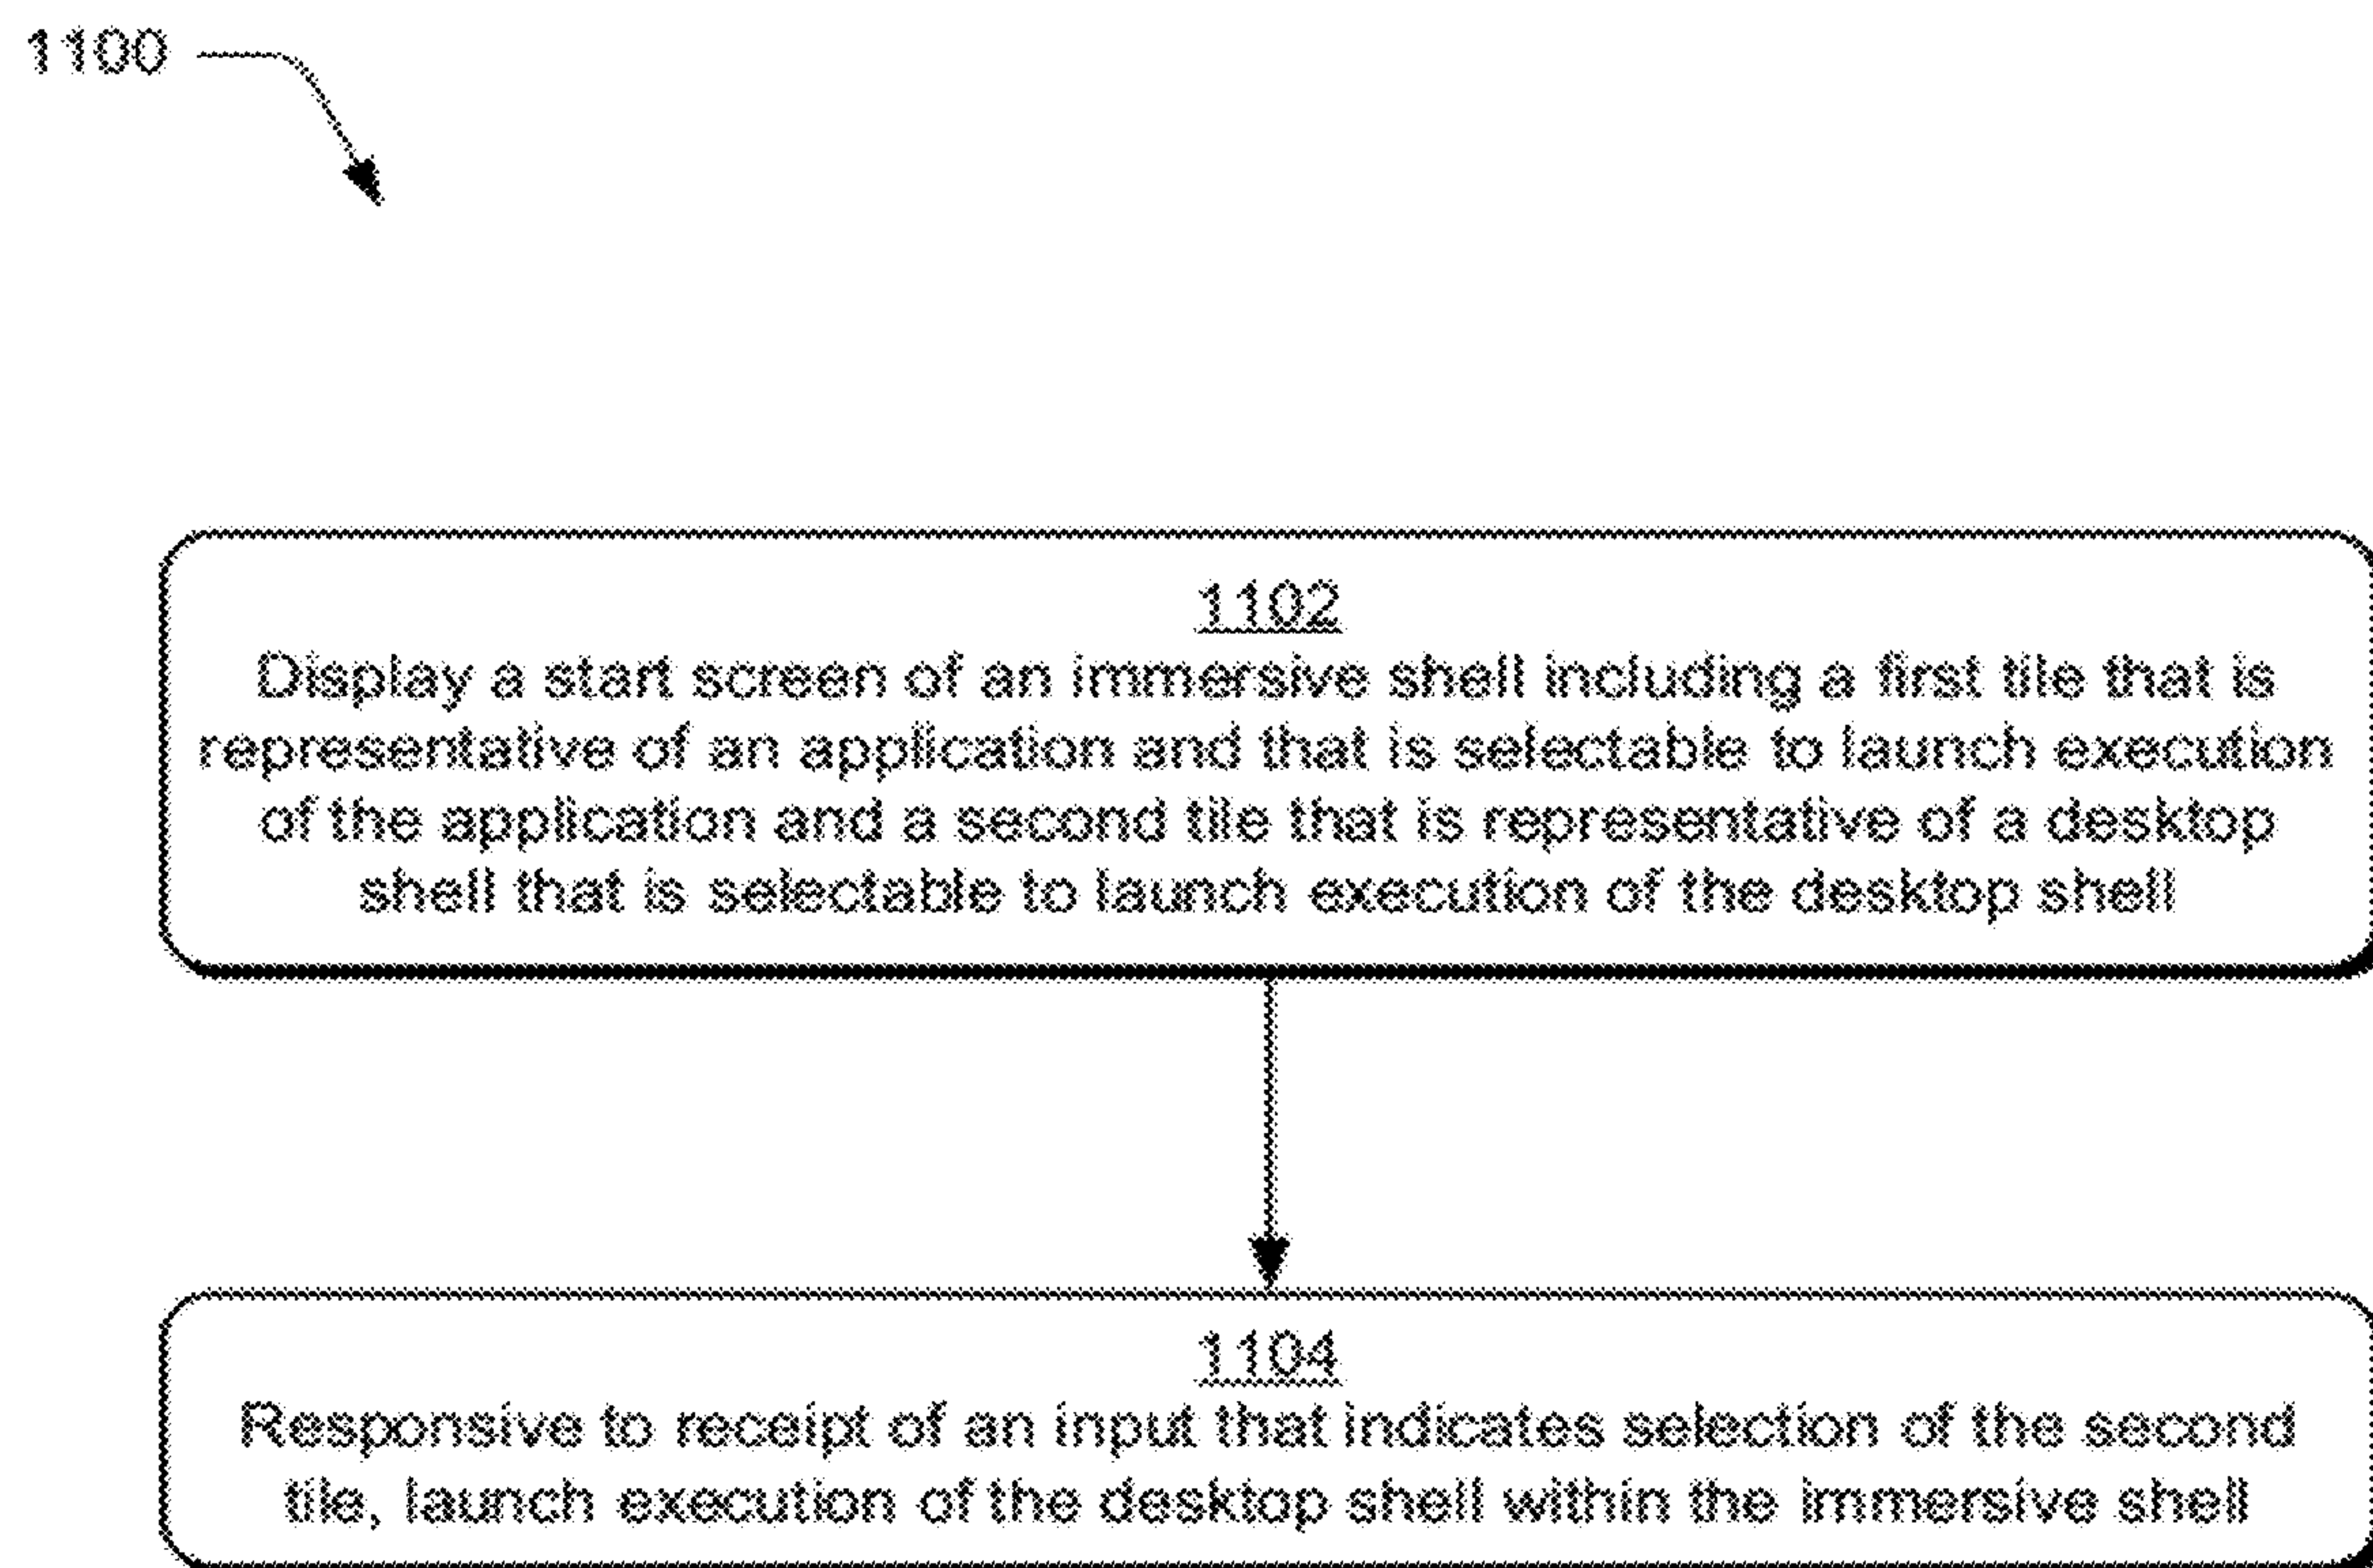 1100
1102
Display a start screen of an immersive shell including a first tile that is
representative of an application and that is selectable to launch execution
of the application and a second tile that is representative of a desktop
shell that is selectable to launch execution of the desktop shell
1104
Responsive to receipt of an input that indicates selection of the second
tile, launch execution of the desktop shell within the immersive shell